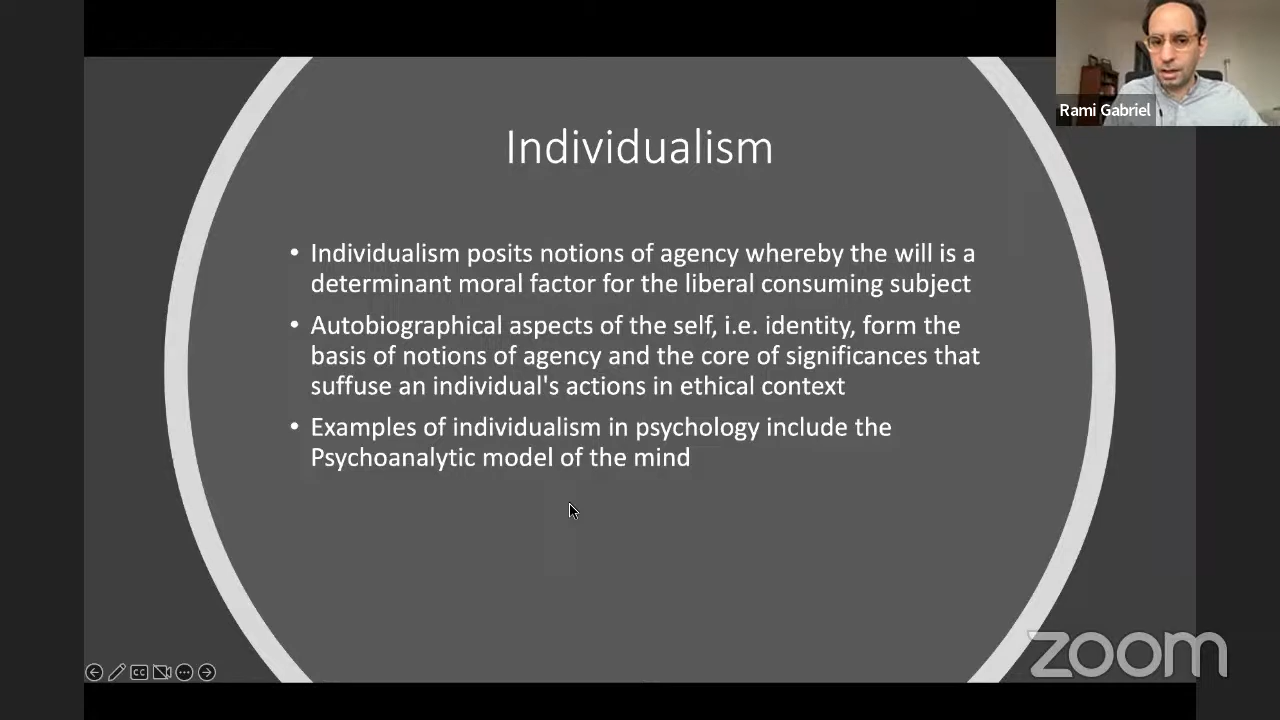 Rami Gabriel
Individualism
• Individualism posits notions of agency whereby the will is a
determinant moral factor for the liberal consuming subject
• Autobiographical aspects of the self, i.e. identity, form the
basis of notions of agency and the core of significances that
suffuse an individual's actions in ethical context
• Examples of individualism in psychology include the
Psychoanalytic model of the mind
CC
zoom